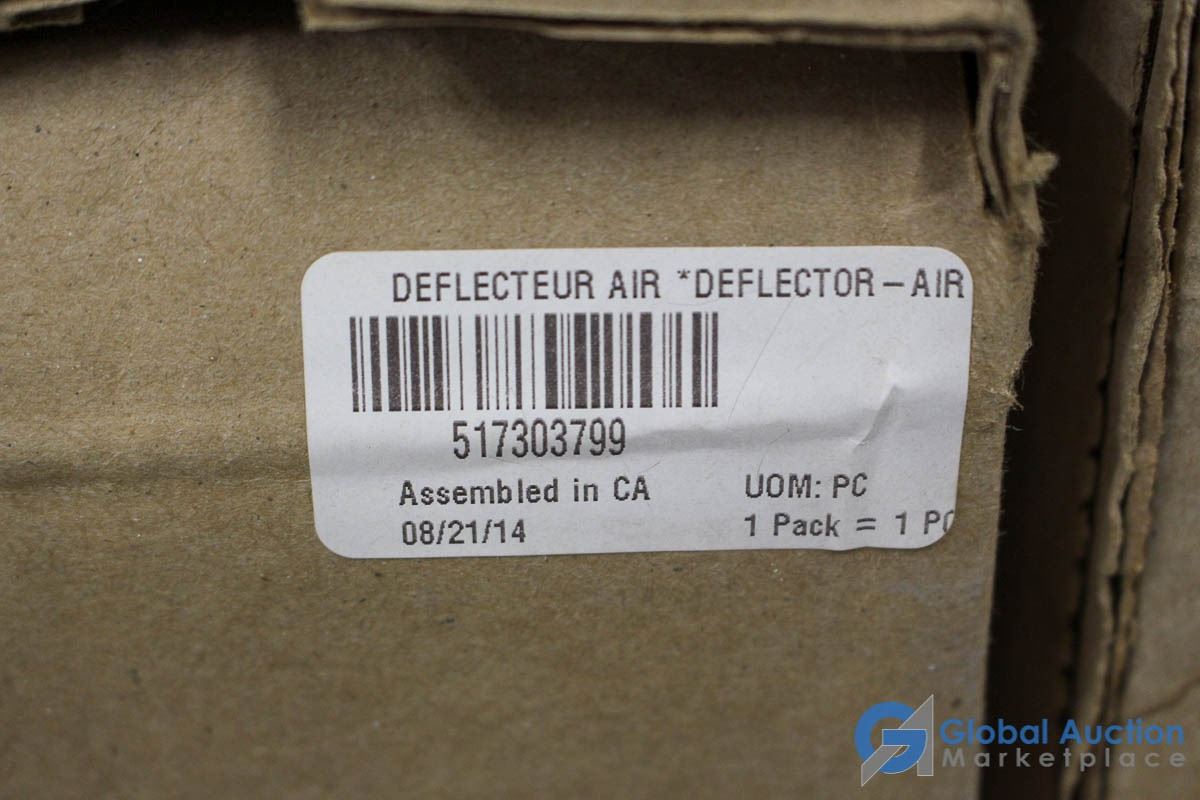 DEFLECTEUR AIR *DEFLECTOR-AIR
517303799
Assembled in CA
UOM: PC
08/21/14
1 Pack = 1 PC
Global Auction
Marketplace